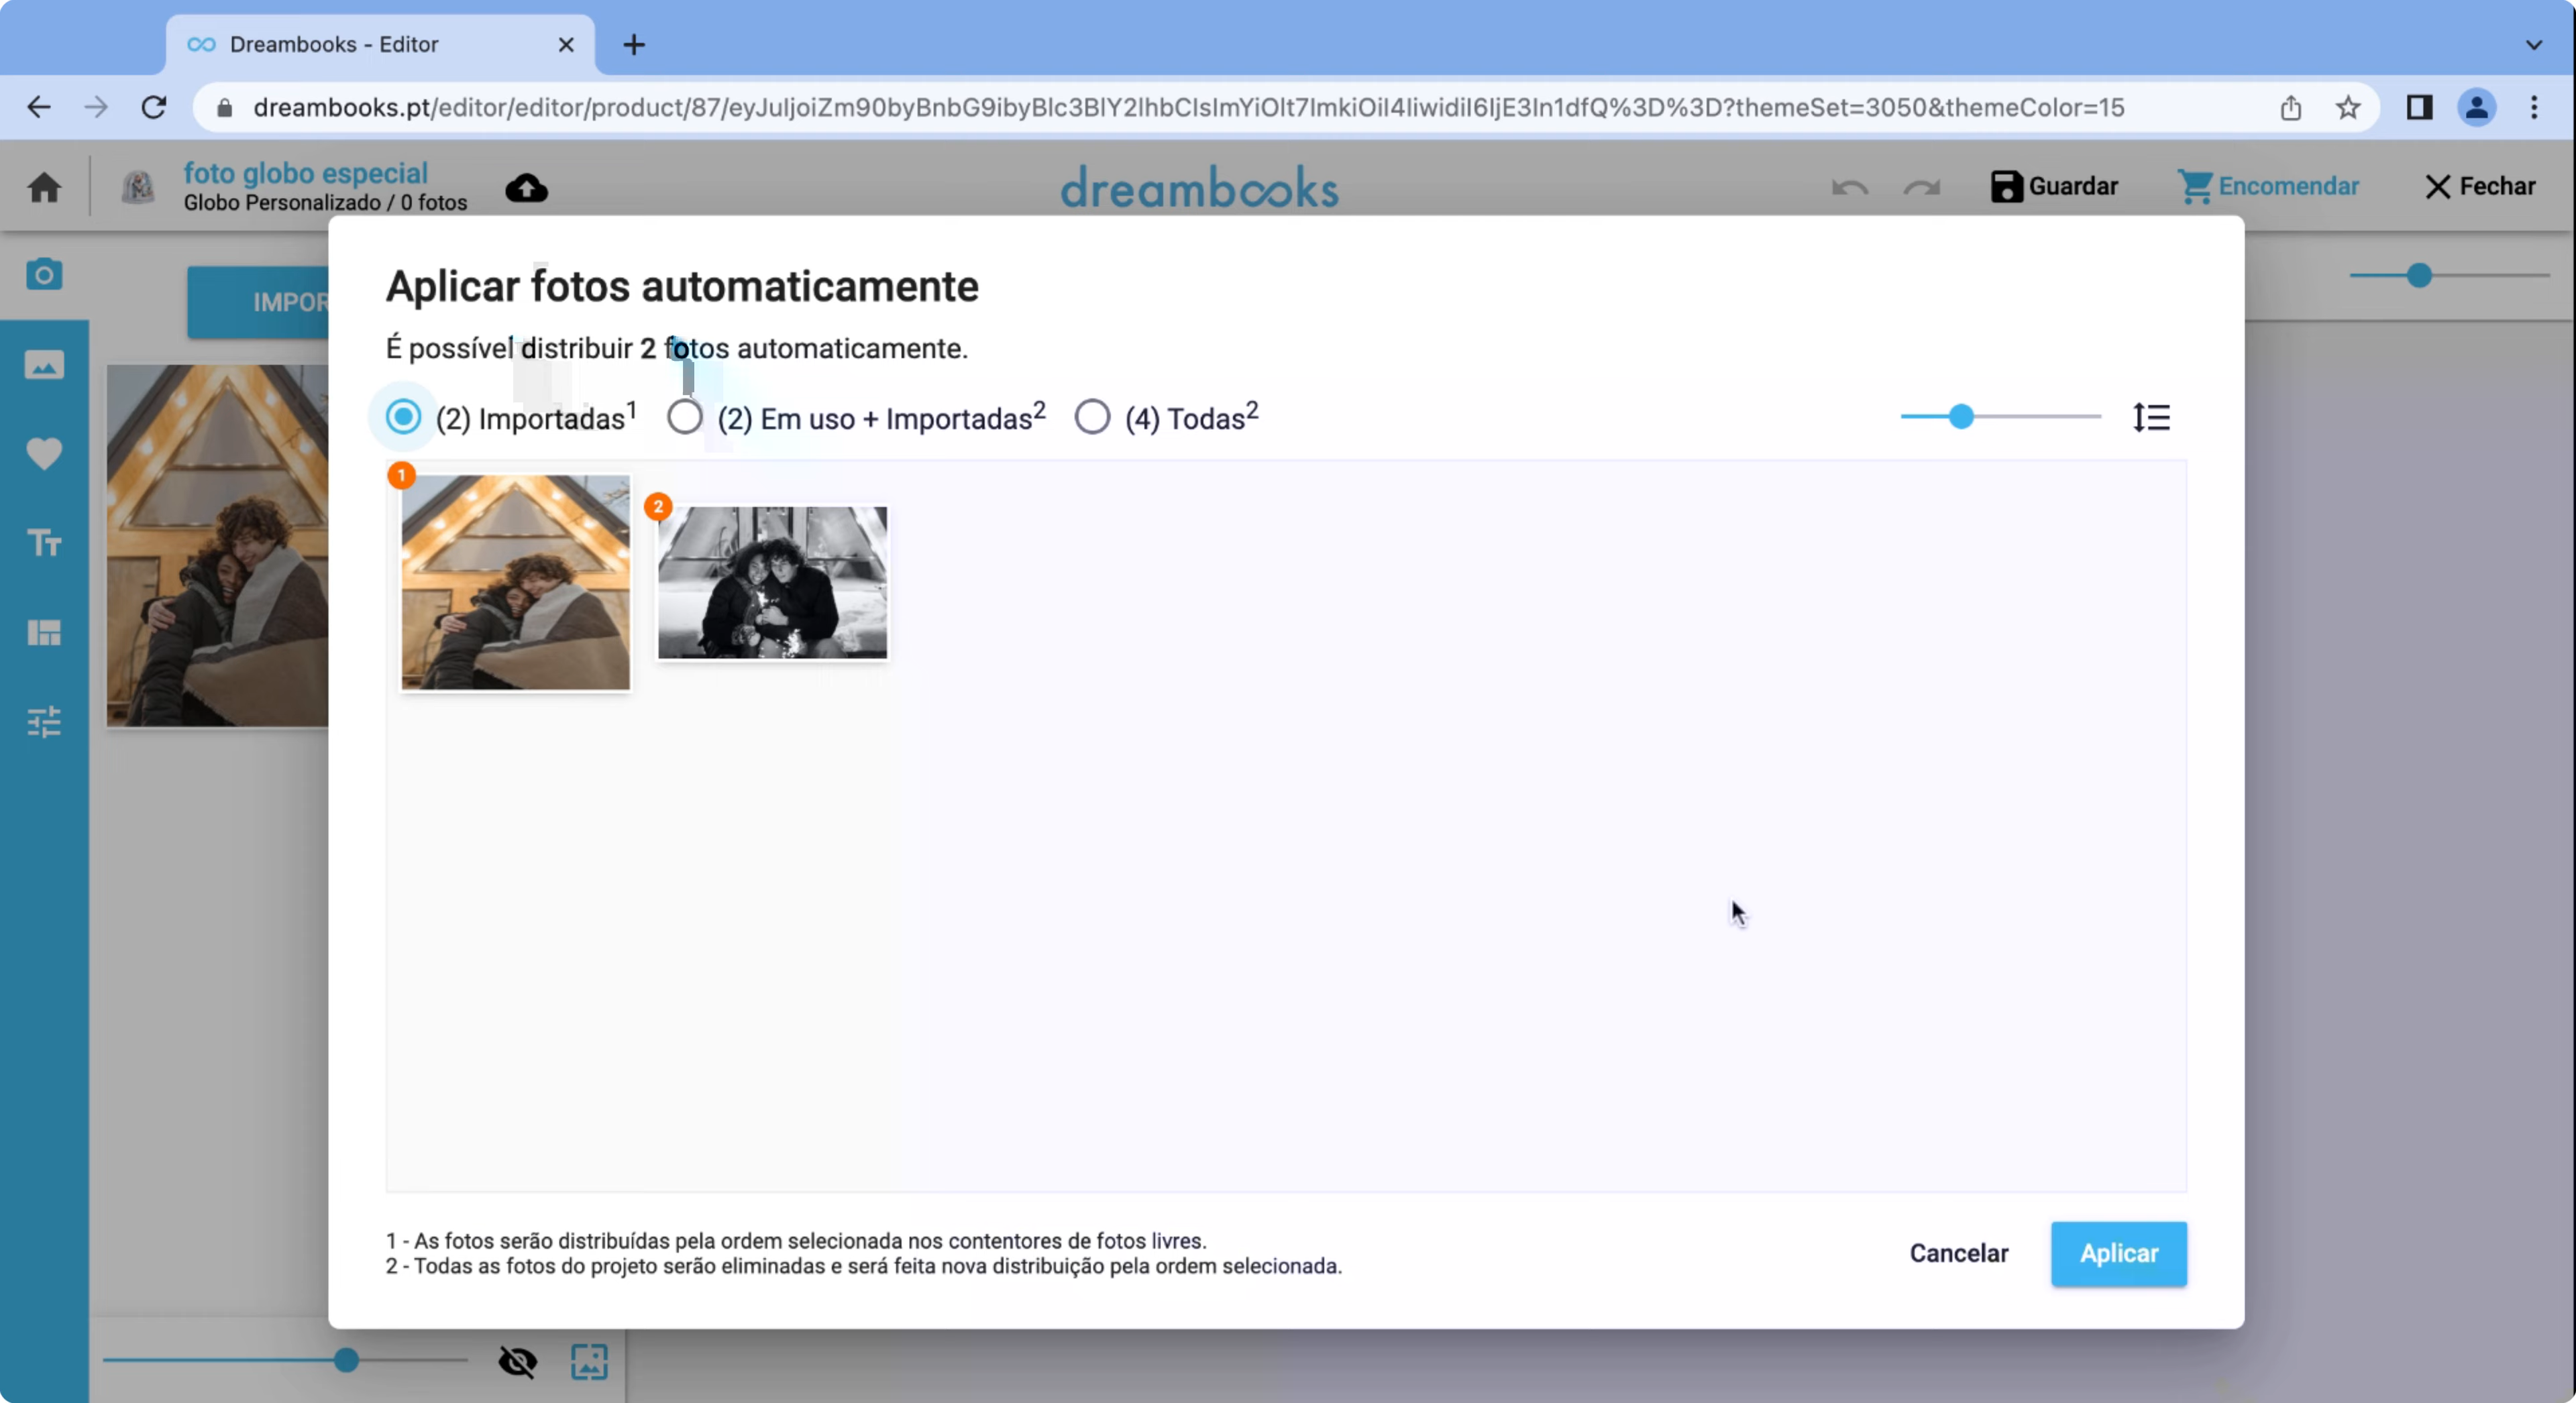 Dreambooks - Editor
dreambooks.pt/editor/editor/product/87/eyJuIjoiZm90byBnbG9ibyBlc3BlY2lhbCIsImYiOlt7ImkiOiI4IiwidiI6IjE3In1dfQ%3D%3D?themeSet=3050&themeColor=15
foto globo especial
Globo Personalizado / 0 fotos
dreambooks
Guardar
Encomendar
Fechar
IMPOR
Aplicar fotos automaticamente
É possível distribuir 2 fotos automaticamente.
(2) Importadas1 (2) Em uso + Importadas2 (4) Todas2
1
2
1 - As fotos serão distribuídas pela ordem selecionada nos contentores de fotos livres.
2 - Todas as fotos do projeto serão eliminadas e será feita nova distribuição pela ordem selecionada.
Cancelar
Aplicar
Tт